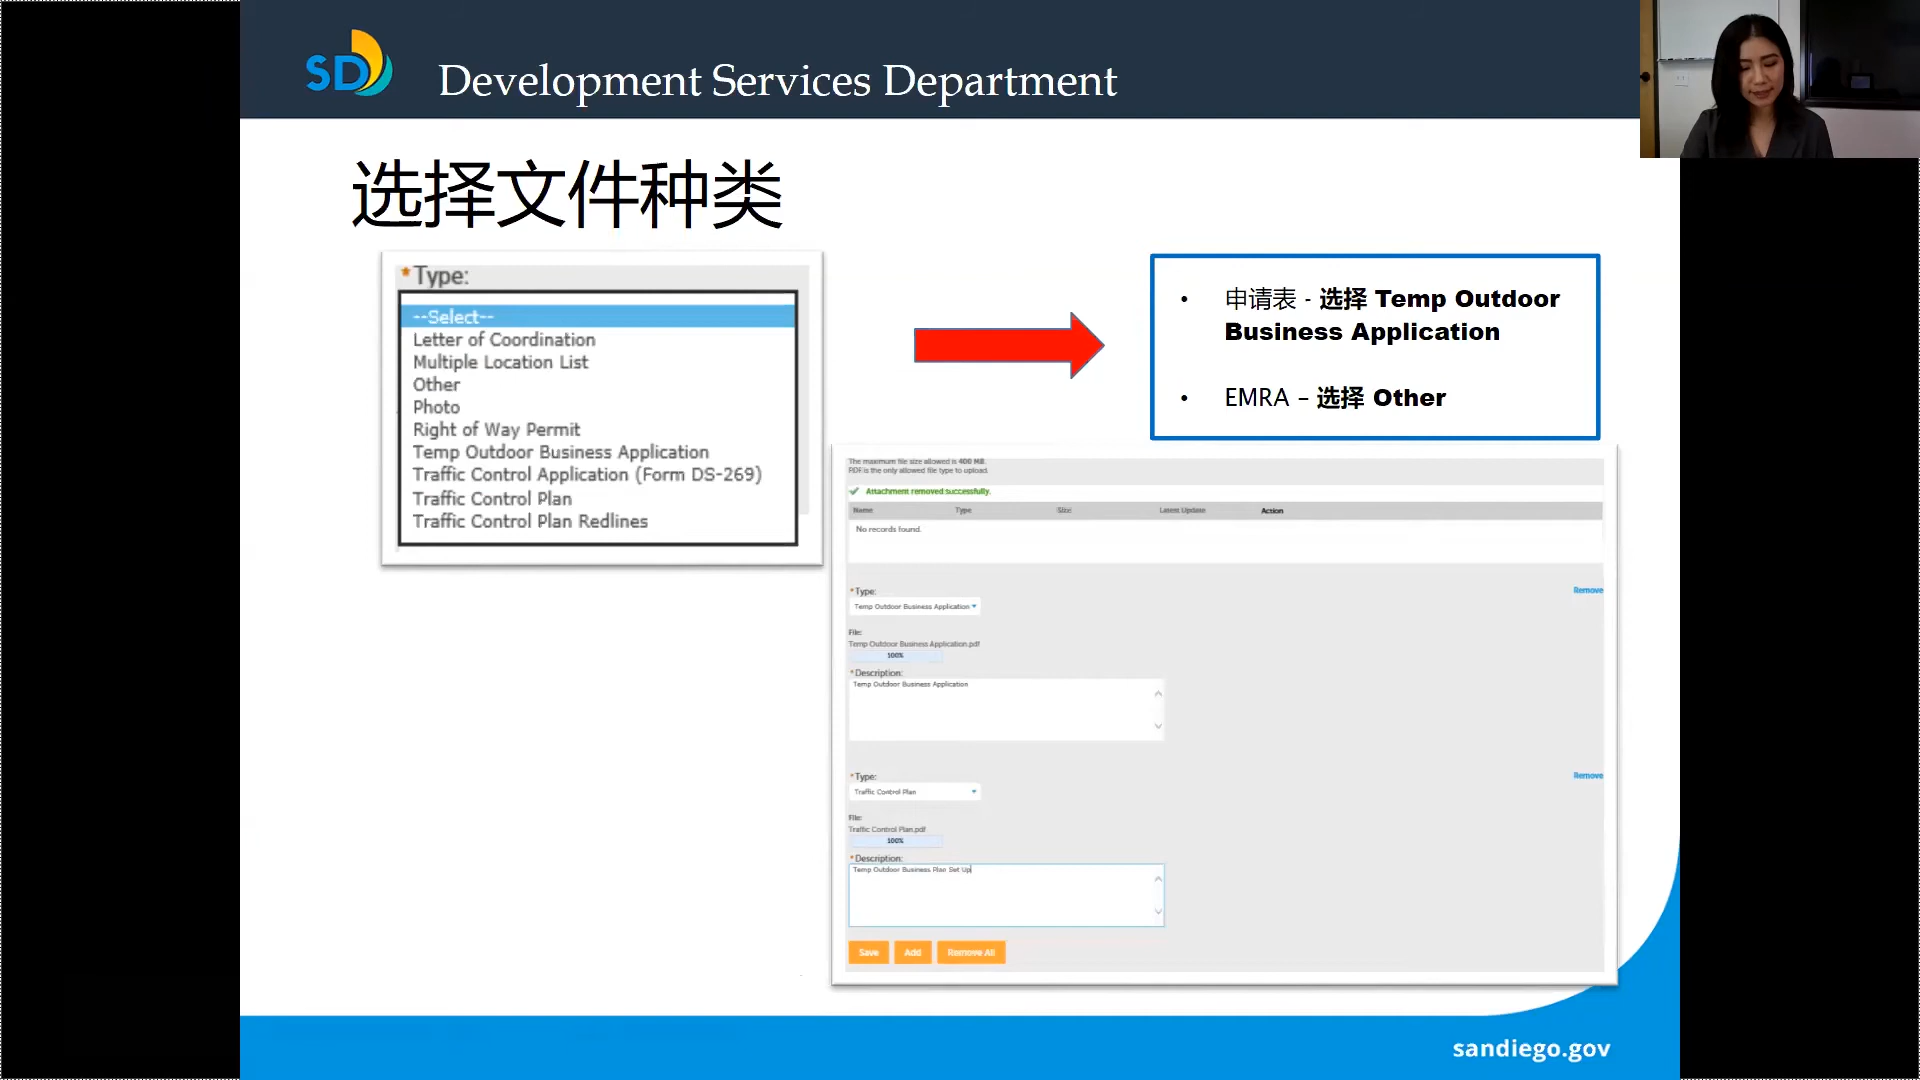 SD
Development Services Department
选择文件种类
*Type:
--Select--
Letter of Coordination
Multiple Location List
Other
Photo
Right of Way Permit
Temp Outdoor Business Application
Traffic Control Application (Form DS-269)
Traffic Control Plan
Traffic Control Plan Redlines
• 申请表 - 选择 Temp Outdoor
Business Application
• EMRA – 选择 Other
The maximum file size allowed is 400 MB.
PDF is the only allowed file type to upload.
Attachment removed successfully.
Name Type Size Latest Update Action
No records found.
*Type: Remove
Temp Outdoor Business Application
File:
Temp Outdoor Business Application.pdf
100%
*Description:
Temp Outdoor Business Application
*Type: Remove
Traffic Control Plan
File:
Traffic Control Plan.pdf
100%
*Description:
Temp Outdoor Business Plan Set Up
Save Add Remove All
sandiego.gov